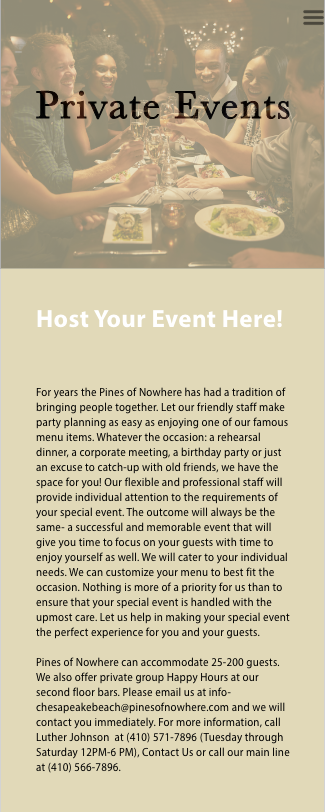 Private Events
Host Your Event Here!
For years the Pines of Nowhere has had a tradition of
bringing people together. Let our friendly staff make
party planning as easy as enjoying one of our famous
menu items. Whatever the occasion: a rehearsal
dinner, a corporate meeting, a birthday party or just
an excuse to catch-up with old friends, we have the
space for you! Our flexible and professional staff will
provide individual attention to the requirements of
your special event. The outcome will always be the
same- a successful and memorable event that will
give you time to focus on your guests with time to
enjoy yourself as well. We will cater to your individual
needs. We can customize your menu to best fit the
occasion. Nothing is more of a priority for us than to
ensure that your special event is handled with the
upmost care. Let us help in making your special event
the perfect experience for you and your guests.
Pines of Nowhere can accommodate 25-200 guests.
We also offer private group Happy Hours at our
second floor bars. Please email us at info-
chesapeakebeach@pinesofnowhere.com and we will
contact you immediately. For more information, call
Luther Johnson at (410) 571-7896 (Tuesday through
Saturday 12PM-6 PM), Contact Us or call our main line
at (410) 566-7896.